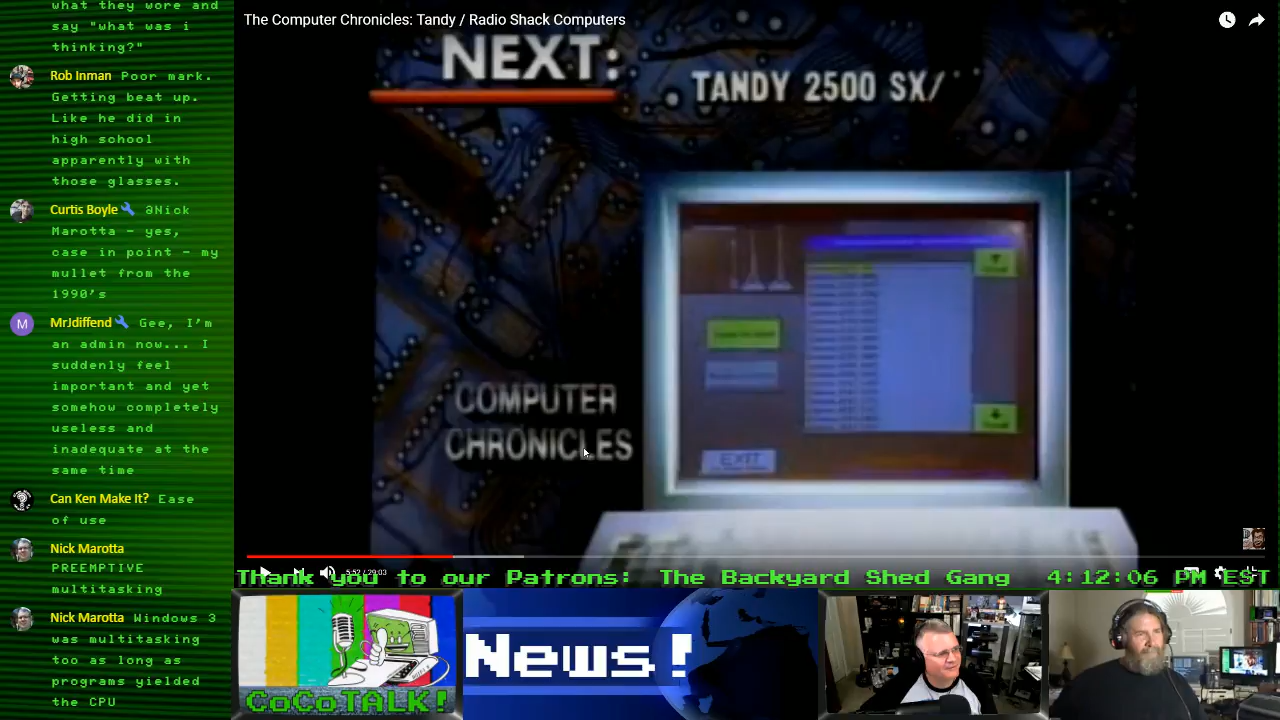 what they wore and
say "what was i
thinking?"
Rob Inman Poor mark.
Getting beat up.
Like he did in
high school
apparently with
those glasses.
Curtis Boyle @Nick
Marotta - yes,
case in point - my
mullet from the
1990's
M MrJdiffend Gee, I'm
an admin now... I
suddenly feel
important and yet
somehow completely
useless and
inadequate at the
same time
Can Ken Make It? Ease
of use
Nick Marotta
PREEMPTIVE
multitasking
Nick Marotta Windows 3
was multitasking
too as long as
programs yielded
the CPU
The Computer Chronicles: Tandy / Radio Shack Computers
NEXT:
TANDY 2500 SX/
COMPUTER
CHRONICLES
EXIT
5:52 / 29:03
Thank you to our Patrons: The Backyard Shed Gang 4:12:06 PM EST
CoCoTALK!
News!